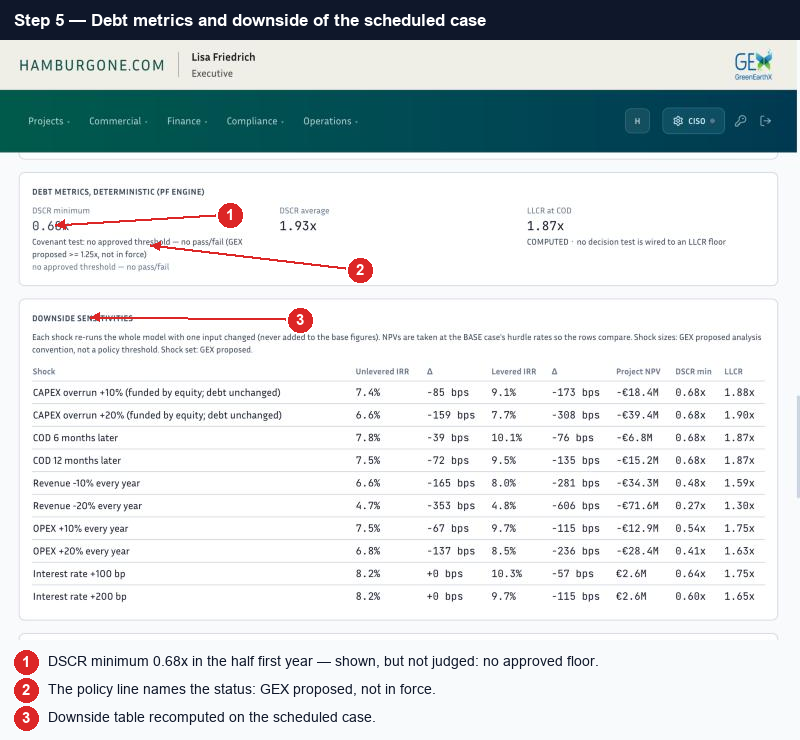 Step 5 — Debt metrics and downside of the scheduled case
HAMBURGONE.COM
Lisa Friedrich
Executive
GEX
GreenEarthX
Projects Commercial Finance Compliance Operations H CISO
DEBT METRICS, DETERMINISTIC (PF ENGINE)
DSCR minimum DSCR average LLCR at COD
0.68x 1.93x 1.87x
1
Covenant test: no approved threshold — no pass/fail (GEX
proposed >= 1.25x, not in force)
COMPUTED · no decision test is wired to an LLCR floor
no approved threshold — no pass/fail
2
DOWNSIDE SENSITIVITIES
3
Each shock re-runs the whole model with one input changed (never added to the base figures). NPVs are taken at the BASE case's hurdle rates so the rows compare. Shock sizes: GEX proposed analysis
convention, not a policy threshold. Shock set: GEX proposed.
Shock Unlevered IRR Δ Levered IRR Δ Project NPV DSCR min LLCR
CAPEX overrun +10% (funded by equity; debt unchanged) 7.4% -85 bps 9.1% -173 bps -€18.4M 0.68x 1.88x
CAPEX overrun +20% (funded by equity; debt unchanged) 6.6% -159 bps 7.7% -308 bps -€39.4M 0.68x 1.90x
COD 6 months later 7.8% -39 bps 10.1% -76 bps -€6.8M 0.68x 1.87x
COD 12 months later 7.5% -72 bps 9.5% -135 bps -€15.2M 0.68x 1.87x
Revenue -10% every year 6.6% -165 bps 8.0% -281 bps -€34.3M 0.48x 1.59x
Revenue -20% every year 4.7% -353 bps 4.8% -606 bps -€71.6M 0.27x 1.30x
OPEX +10% every year 7.5% -67 bps 9.7% -115 bps -€12.9M 0.54x 1.75x
OPEX +20% every year 6.8% -137 bps 8.5% -236 bps -€28.4M 0.41x 1.63x
Interest rate +100 bp 8.2% +0 bps 10.3% -57 bps €2.6M 0.64x 1.75x
Interest rate +200 bp 8.2% +0 bps 9.7% -115 bps €2.6M 0.60x 1.65x
1 DSCR minimum 0.68x in the half first year — shown, but not judged: no approved floor.
2 The policy line names the status: GEX proposed, not in force.
3 Downside table recomputed on the scheduled case.